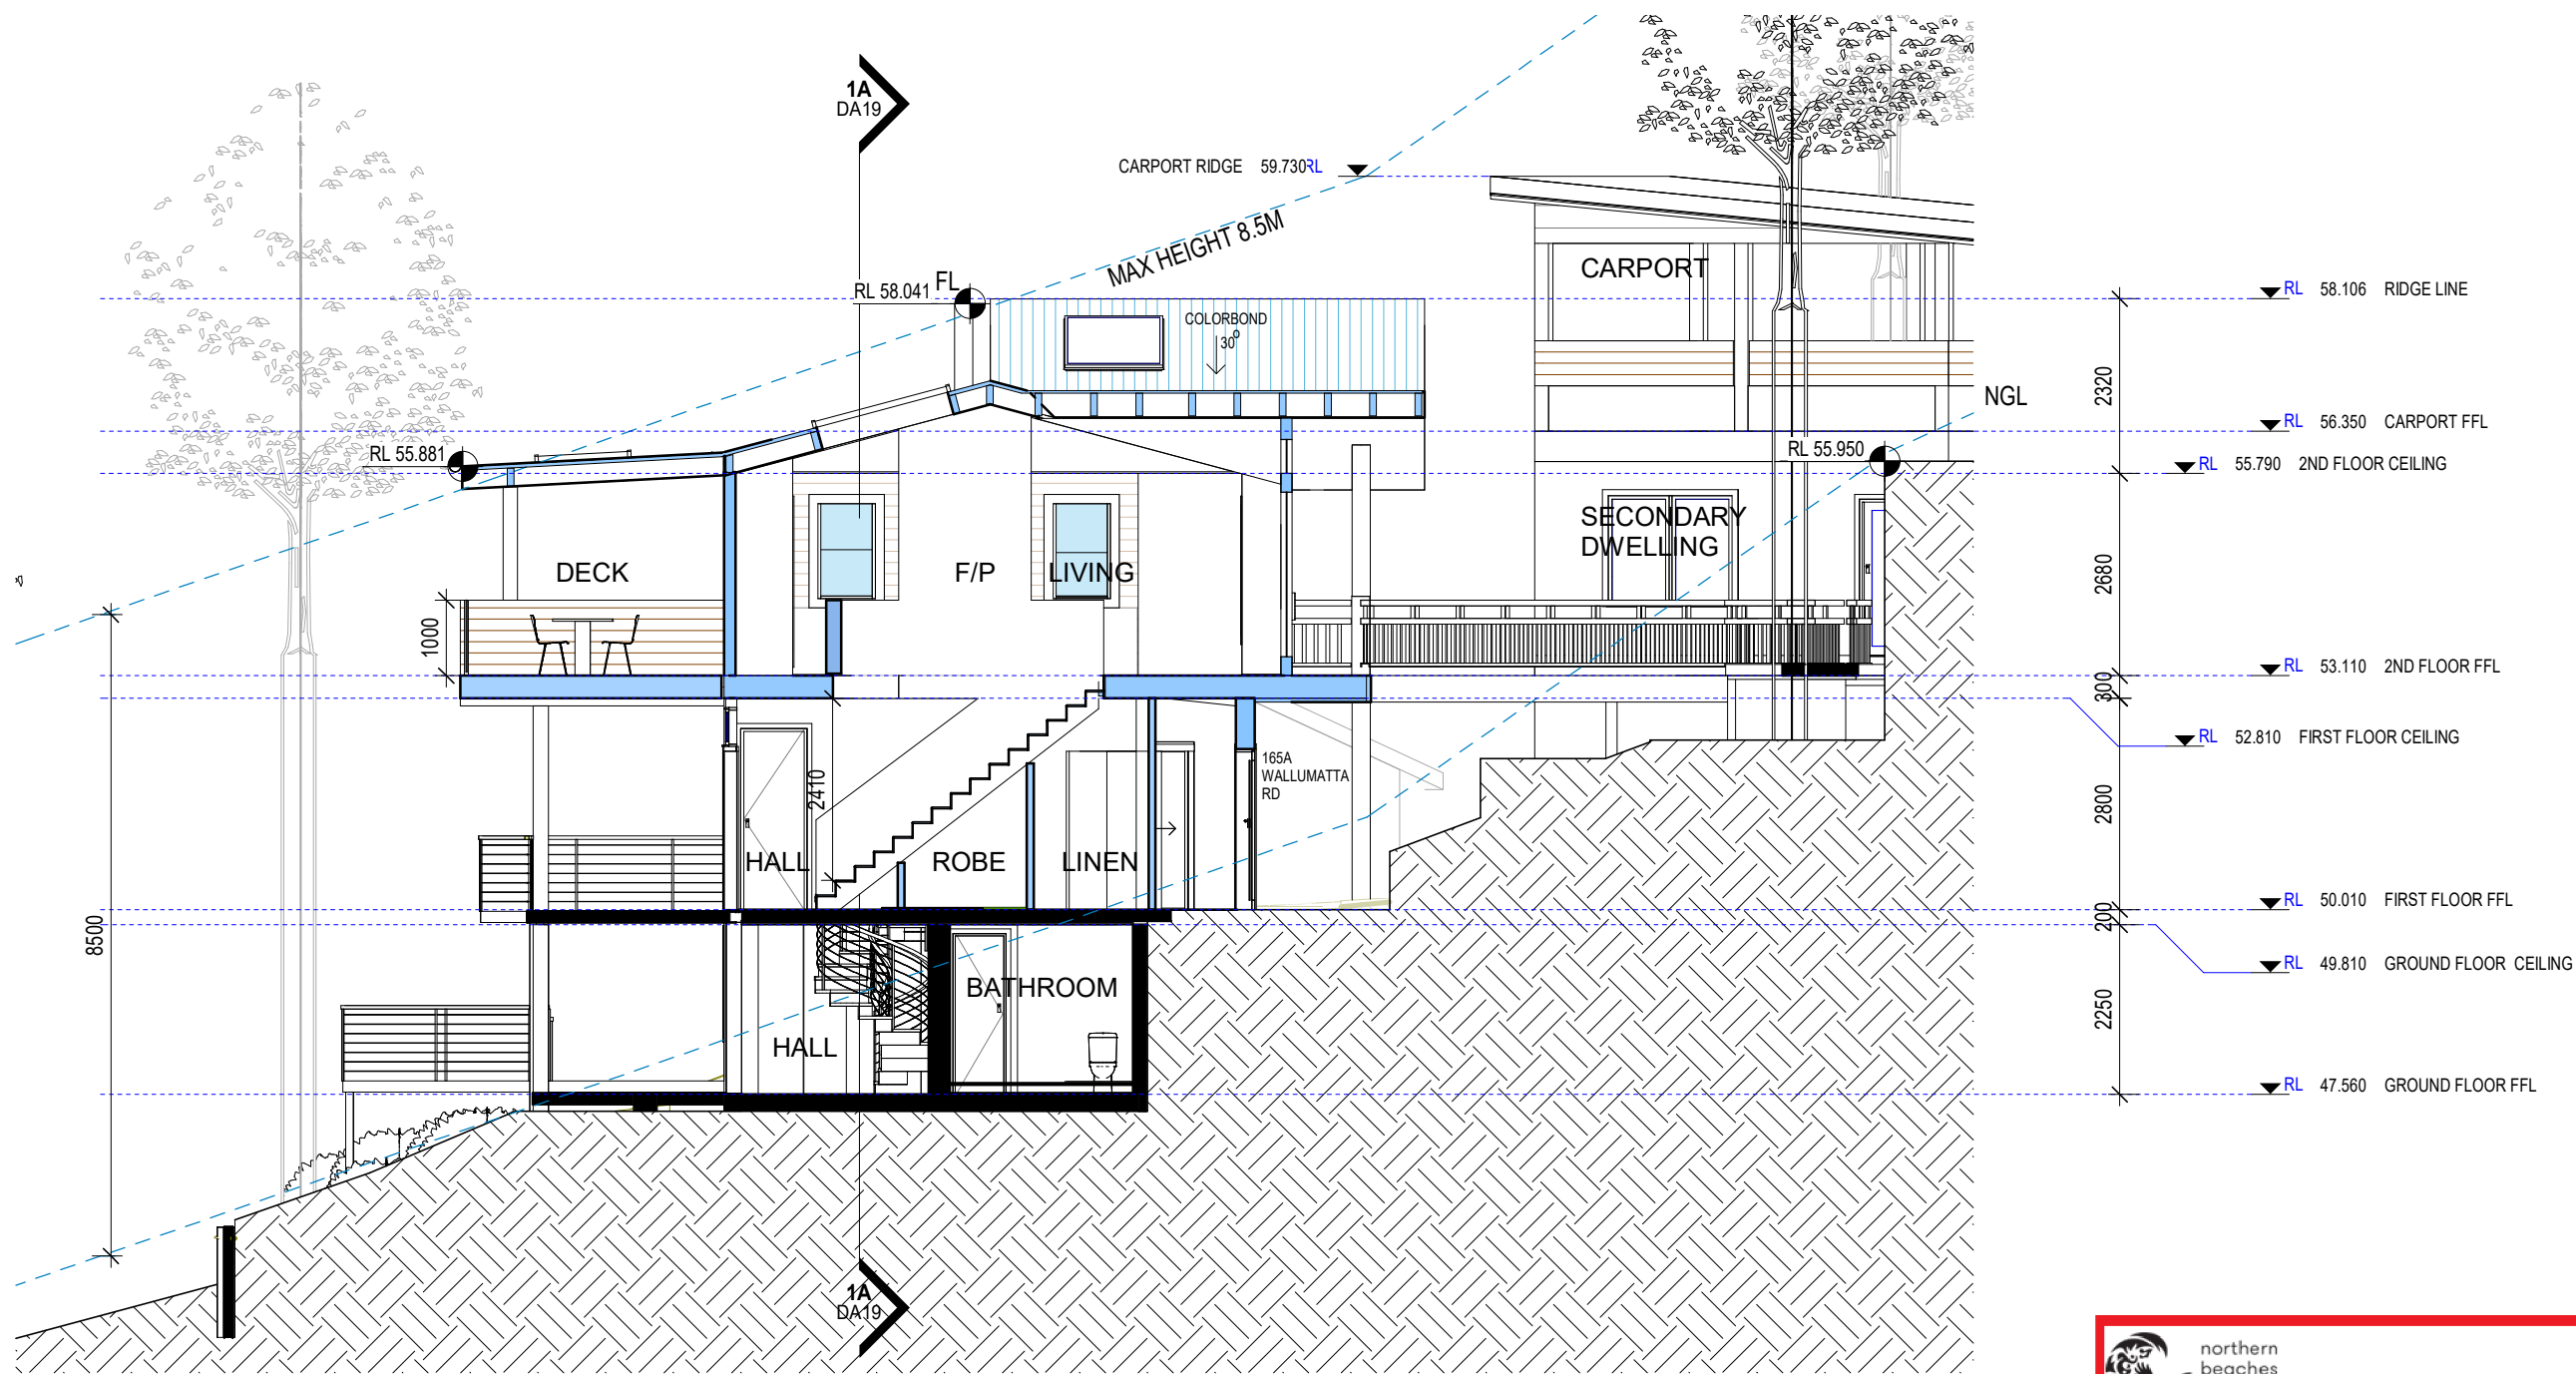 1A
DA19
CARPORT RIDGE 59.730RL
MAX HEIGHT 8.5M
CARPORT
RL 58.041 FL
RL 58.106 RIDGE LINE
COLORBOND
30°
2320
NGL
RL 56.350 CARPORT FFL
RL 55.881
RL 55.950
RL 55.790 2ND FLOOR CEILING
SECONDARY
DWELLING
DECK
F/P
LIVING
2680
1000
RL 53.110 2ND FLOOR FFL
300
RL 52.810 FIRST FLOOR CEILING
165A
WALLUMATTA
RD
2410
2800
HALL
ROBE
LINEN
RL 50.010 FIRST FLOOR FFL
200
8500
RL 49.810 GROUND FLOOR CEILING
BATHROOM
2250
HALL
RL 47.560 GROUND FLOOR FFL
1A
DA19
northern
beaches